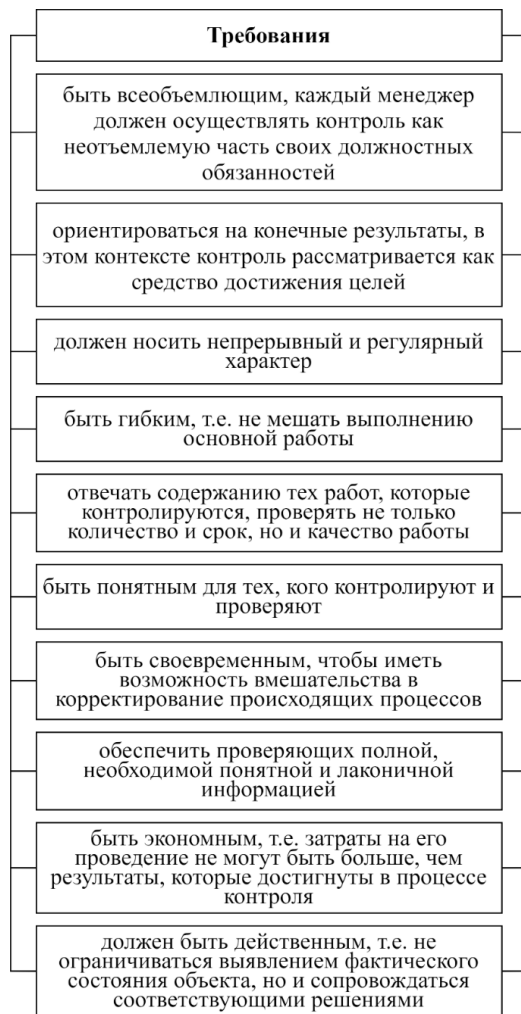 Требования
быть всеобъемлющим, каждый менеджер
должен осуществлять контроль как
неотъемлемую часть своих должностных
обязанностей
ориентироваться на конечные результаты, в
этом контексте контроль рассматривается как
средство достижения целей
должен носить непрерывный и регулярный
характер
быть гибким, т.е. не мешать выполнению
основной работы
отвечать содержанию тех работ, которые
контролируются, проверять не только
количество и срок, но и качество работы
быть понятным для тех, кого контролируют и
проверяют
быть своевременным, чтобы иметь
возможность вмешательства в
корректирование происходящих процессов
обеспечить проверяющих полной,
необходимой понятной и лаконичной
информацией
быть экономным, т.е. затраты на его
проведение не могут быть больше, чем
результаты, которые достигнуты в процессе
контроля
должен быть действенным, т.е. не
ограничиваться выявлением фактического
состояния объекта, но и сопровождаться
соответствующими решениями